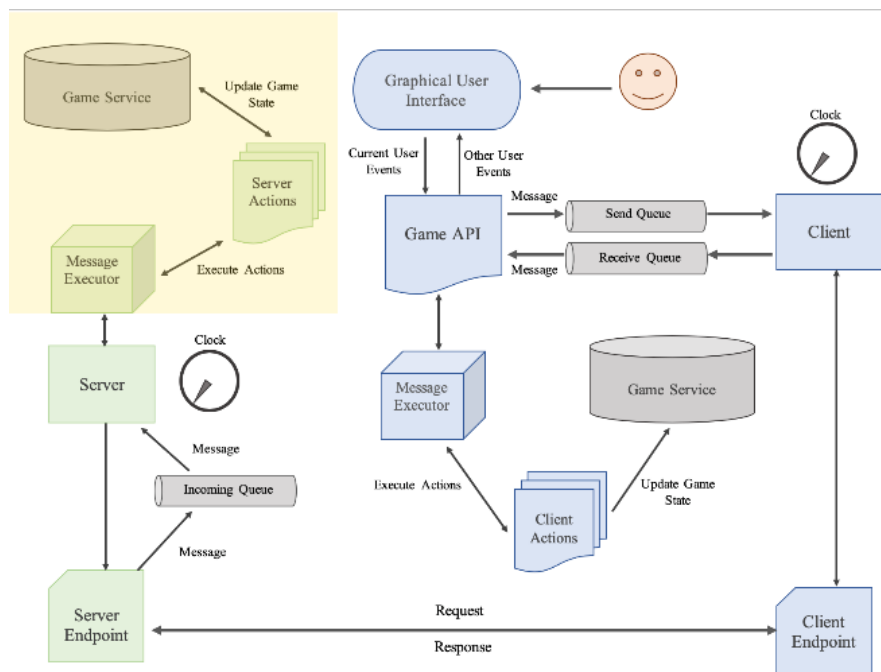 Game Service
Update Game
State
Server
Actions
Message
Executor
Execute Actions
Clock
Server
Message
Incoming Queue
Message
Server
Endpoint
Graphical User
Interface
Current User
Events
Other User
Events
Clock
Message
Send Queue
Game API
Client
Receive Queue
Message
Message
Executor
Game Service
Execute Actions
Update Game
State
Client
Actions
Request
Response
Client
Endpoint